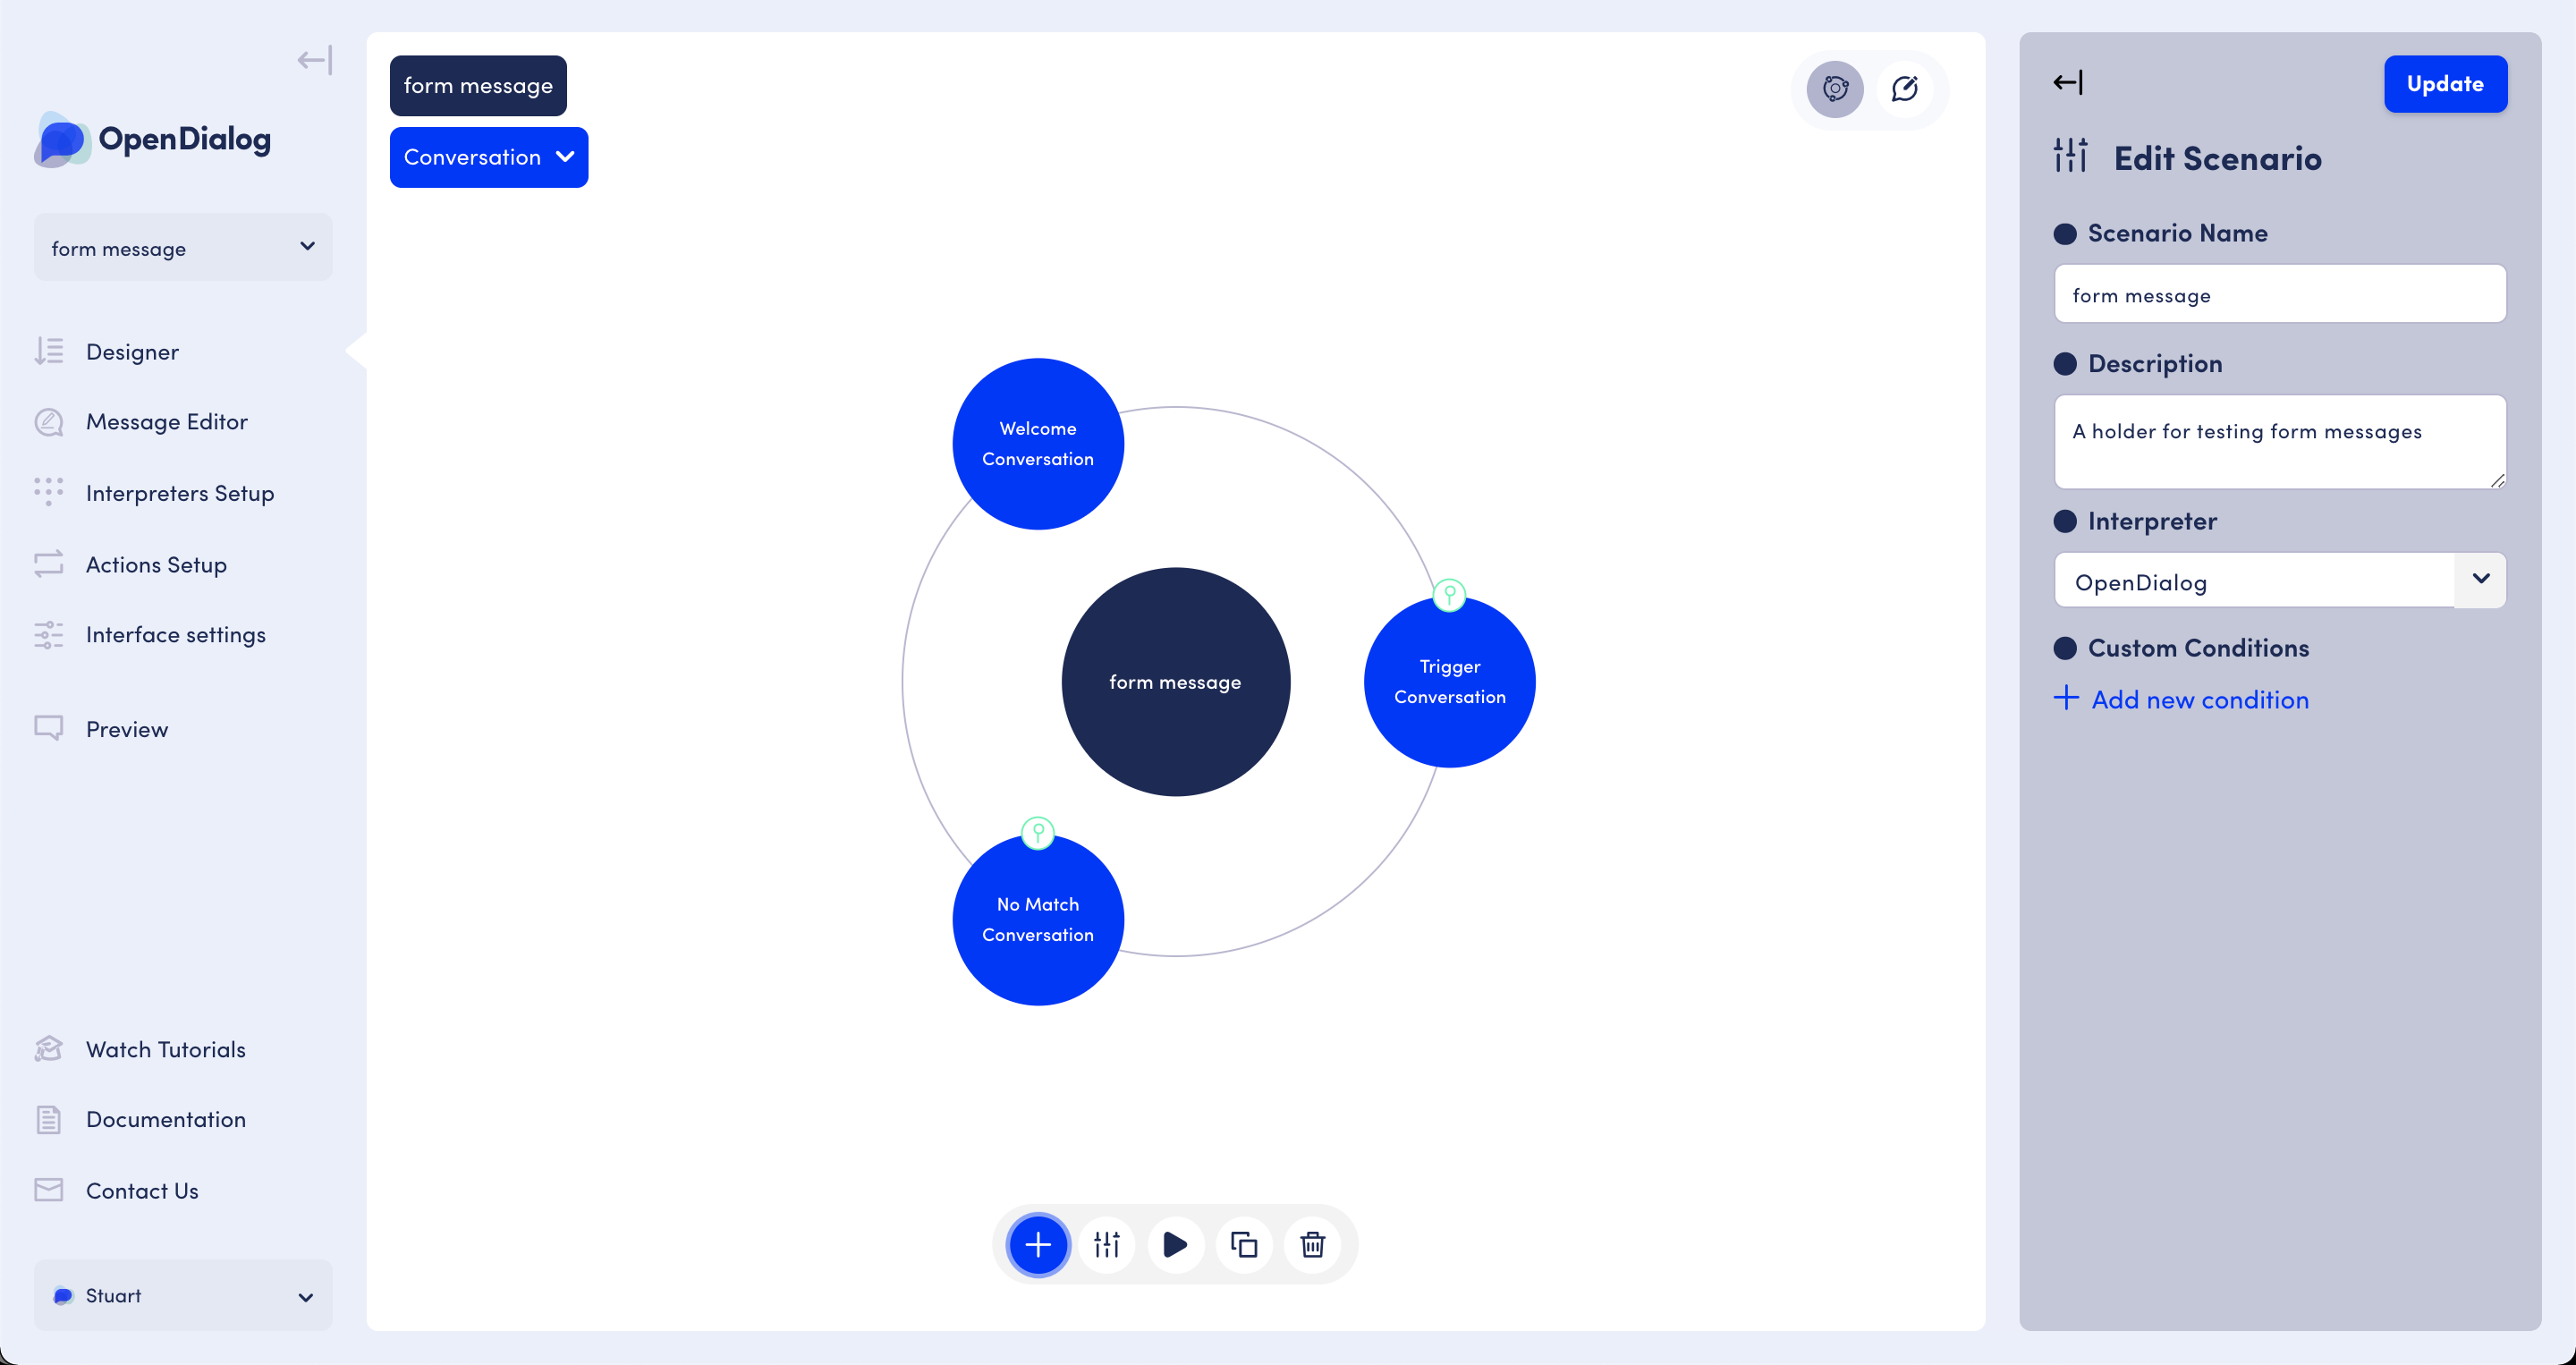 OpenDialog
form message
Designer
Message Editor
Interpreters Setup
Actions Setup
Interface settings
Preview
Watch Tutorials
Documentation
Contact Us
Stuart
form message
Conversation
Welcome
Conversation
form message
Trigger
Conversation
No Match
Conversation
Update
Edit Scenario
Scenario Name
form message
Description
A holder for testing form messages
Interpreter
OpenDialog
Custom Conditions
Add new condition